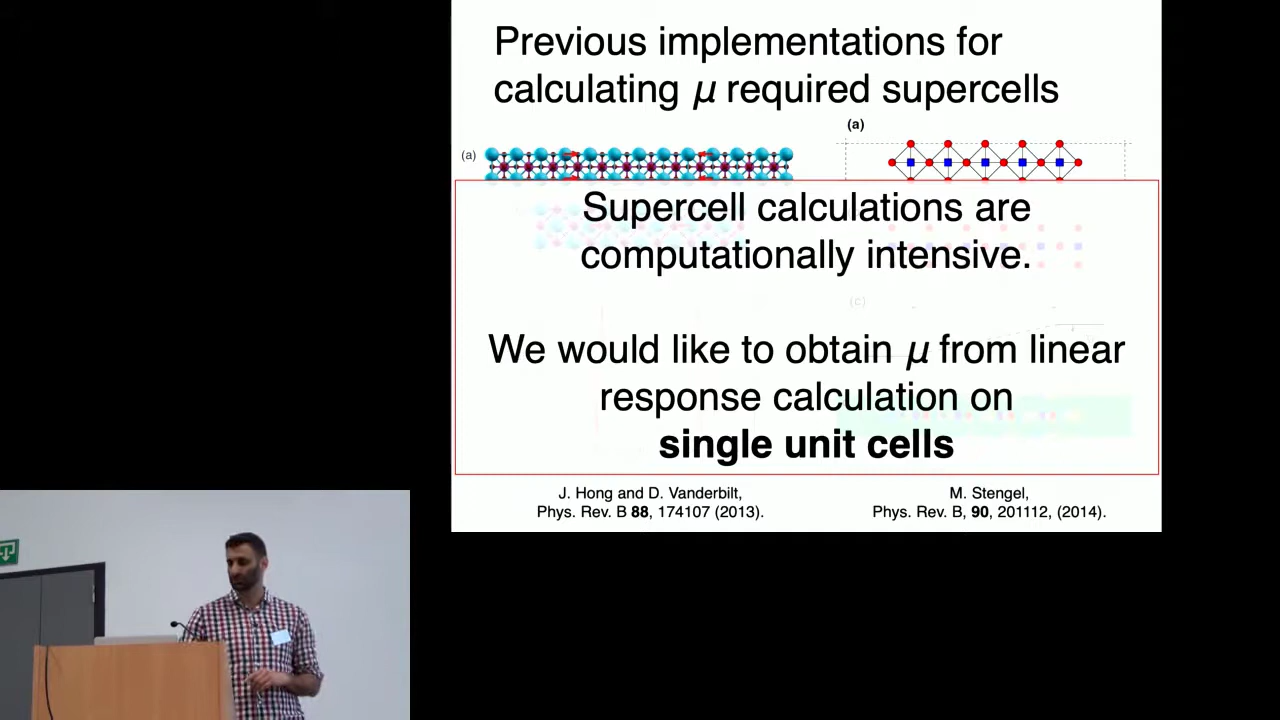 Previous implementations for
calculating μ required supercells
(a)
(a)
Supercell calculations are
computationally intensive.
(c)
We would like to obtain μ from linear
response calculation on
single unit cells
J. Hong and D. Vanderbilt,
Phys. Rev. B 88, 174107 (2013).
M. Stengel,
Phys. Rev. B, 90, 201112, (2014).